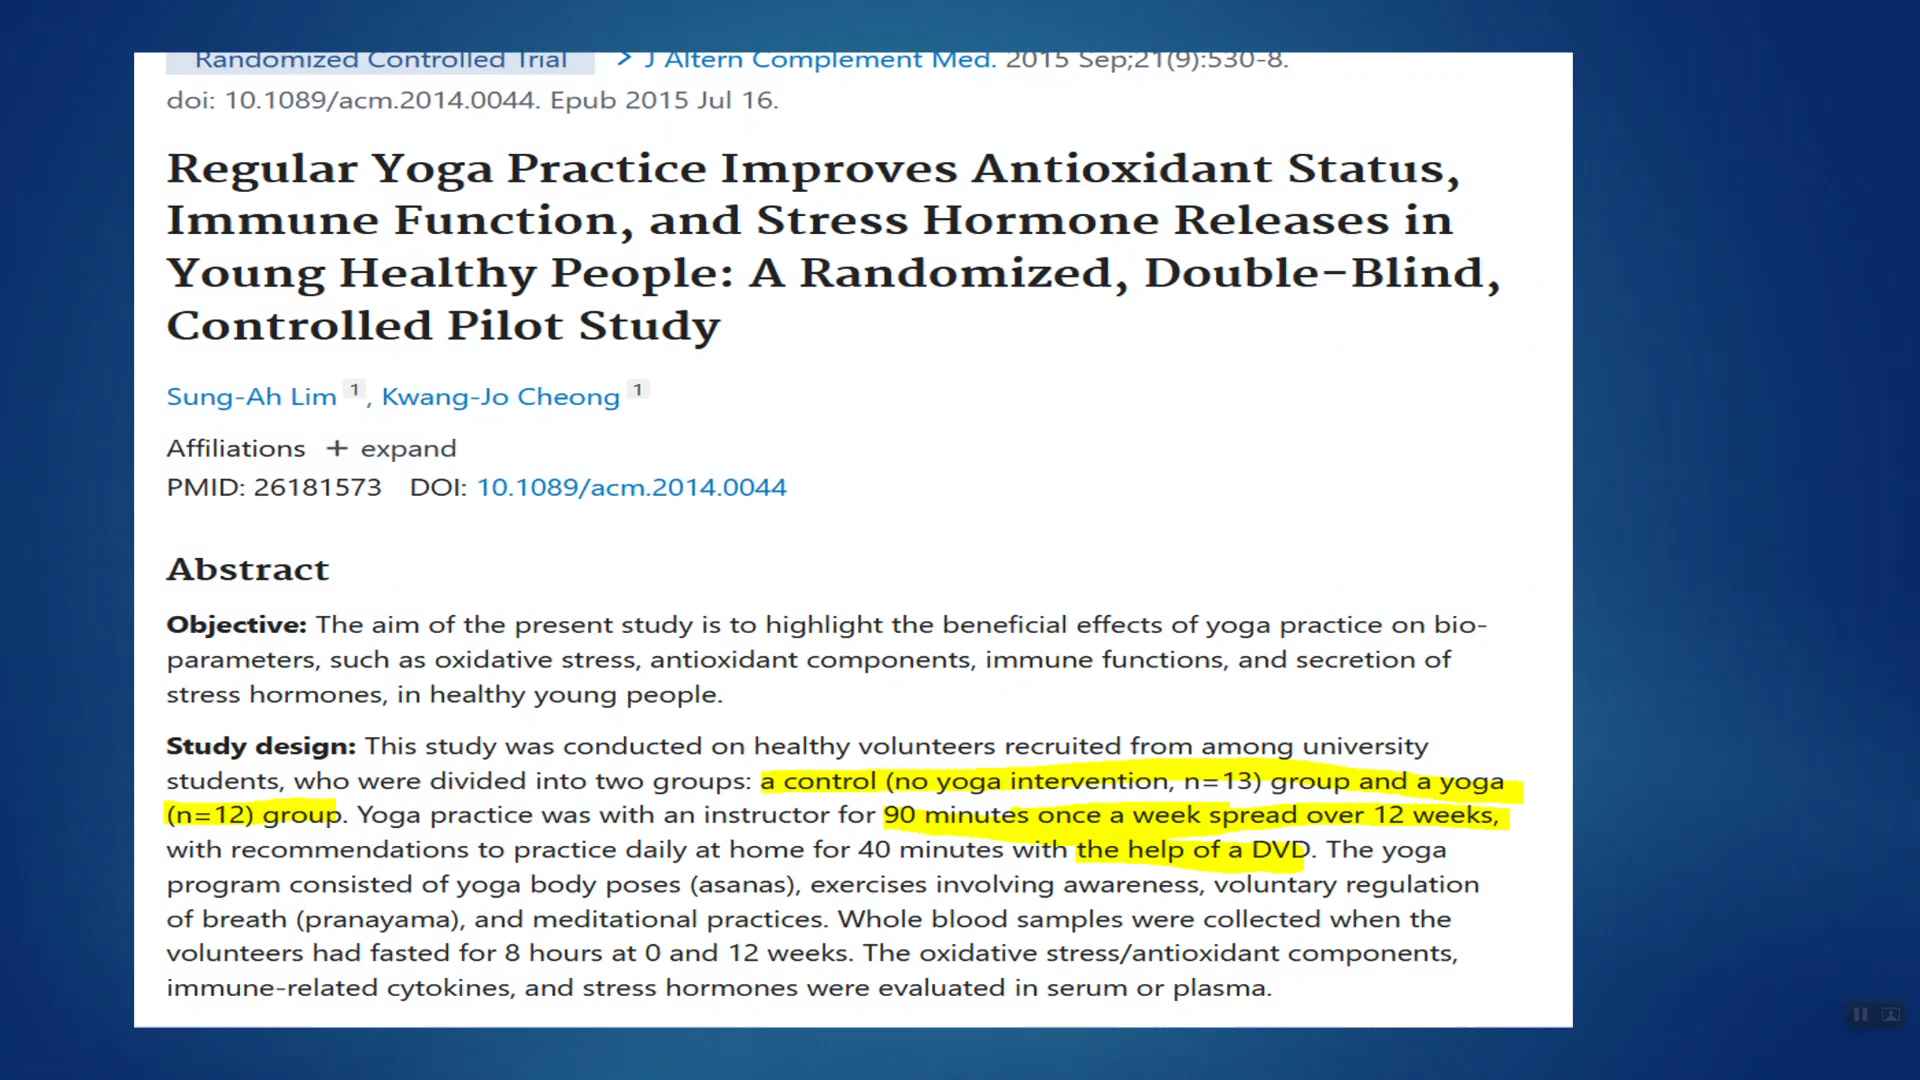 Randomized Controlled Trial > J Altern Complement Med. 2015 Sep;21(9):530-8.
doi: 10.1089/acm.2014.0044. Epub 2015 Jul 16.
Regular Yoga Practice Improves Antioxidant Status,
Immune Function, and Stress Hormone Releases in
Young Healthy People: A Randomized, Double-Blind,
Controlled Pilot Study
Sung-Ah Lim 1, Kwang-Jo Cheong 1
Affiliations + expand
PMID: 26181573 DOI: 10.1089/acm.2014.0044
Abstract
Objective: The aim of the present study is to highlight the beneficial effects of yoga practice on bio-
parameters, such as oxidative stress, antioxidant components, immune functions, and secretion of
stress hormones, in healthy young people.
Study design: This study was conducted on healthy volunteers recruited from among university
students, who were divided into two groups: a control (no yoga intervention, n=13) group and a yoga
(n=12) group. Yoga practice was with an instructor for 90 minutes once a week spread over 12 weeks,
with recommendations to practice daily at home for 40 minutes with the help of a DVD. The yoga
program consisted of yoga body poses (asanas), exercises involving awareness, voluntary regulation
of breath (pranayama), and meditational practices. Whole blood samples were collected when the
volunteers had fasted for 8 hours at 0 and 12 weeks. The oxidative stress/antioxidant components,
immune-related cytokines, and stress hormones were evaluated in serum or plasma.